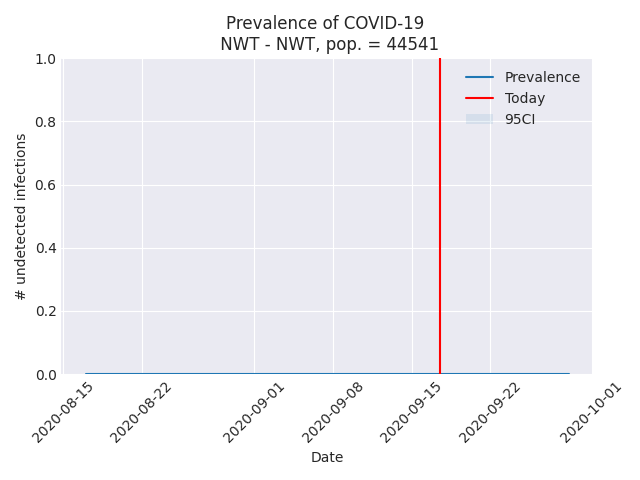 Prevalence of COVID-19
NWT - NWT, pop. = 44541
Prevalence
Today
95CI
1.0
0.8
0.6
0.4
0.2
0.0
# undetected infections
2020-08-15
2020-08-22
2020-09-01
2020-09-08
2020-09-15
2020-09-22
2020-10-01
Date